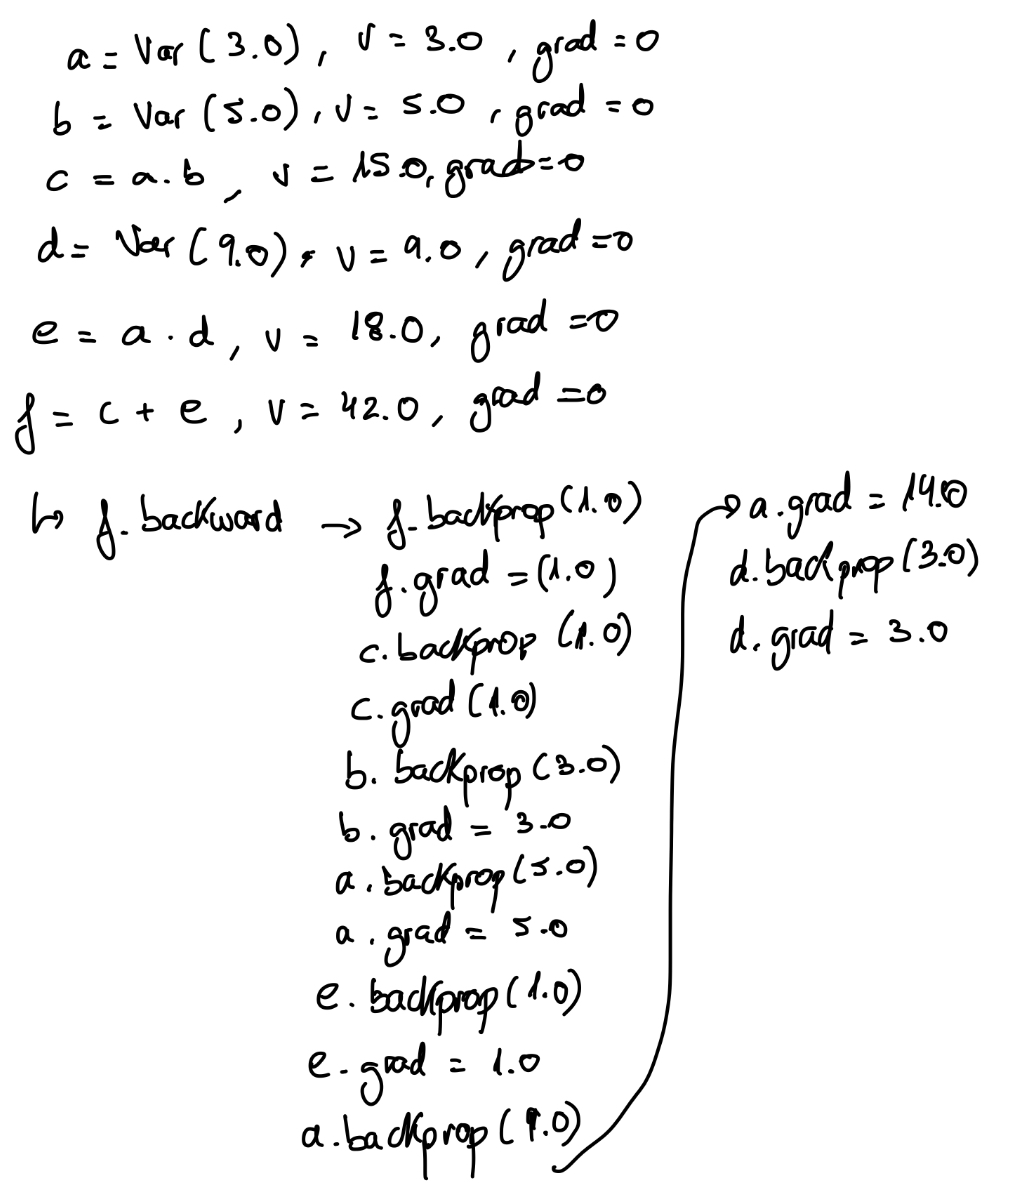 a = Var (3.0), v = 3.0, grad = 0
b = Var (5.0), v = 5.0, grad = 0
c = a.b, v = 15.0, grad = 0
d = Var (9.0), v = 9.0, grad = 0
e = a . d, v = 18.0, grad = 0
f = c + e, v = 42.0, grad = 0
↳ f.backward → f.backprop (1.0)
f.grad = (1.0)
c.backprop (1.0)
c.grad (1.0)
b. backprop (3.0)
b. grad = 3.0
a . backprop (5.0)
a . grad = 5.0
e. backprop (1.0)
e. grad = 1.0
a.backprop (9.0)
→ a.grad = 14.0
d.backprop (3.0)
d. grad = 3.0